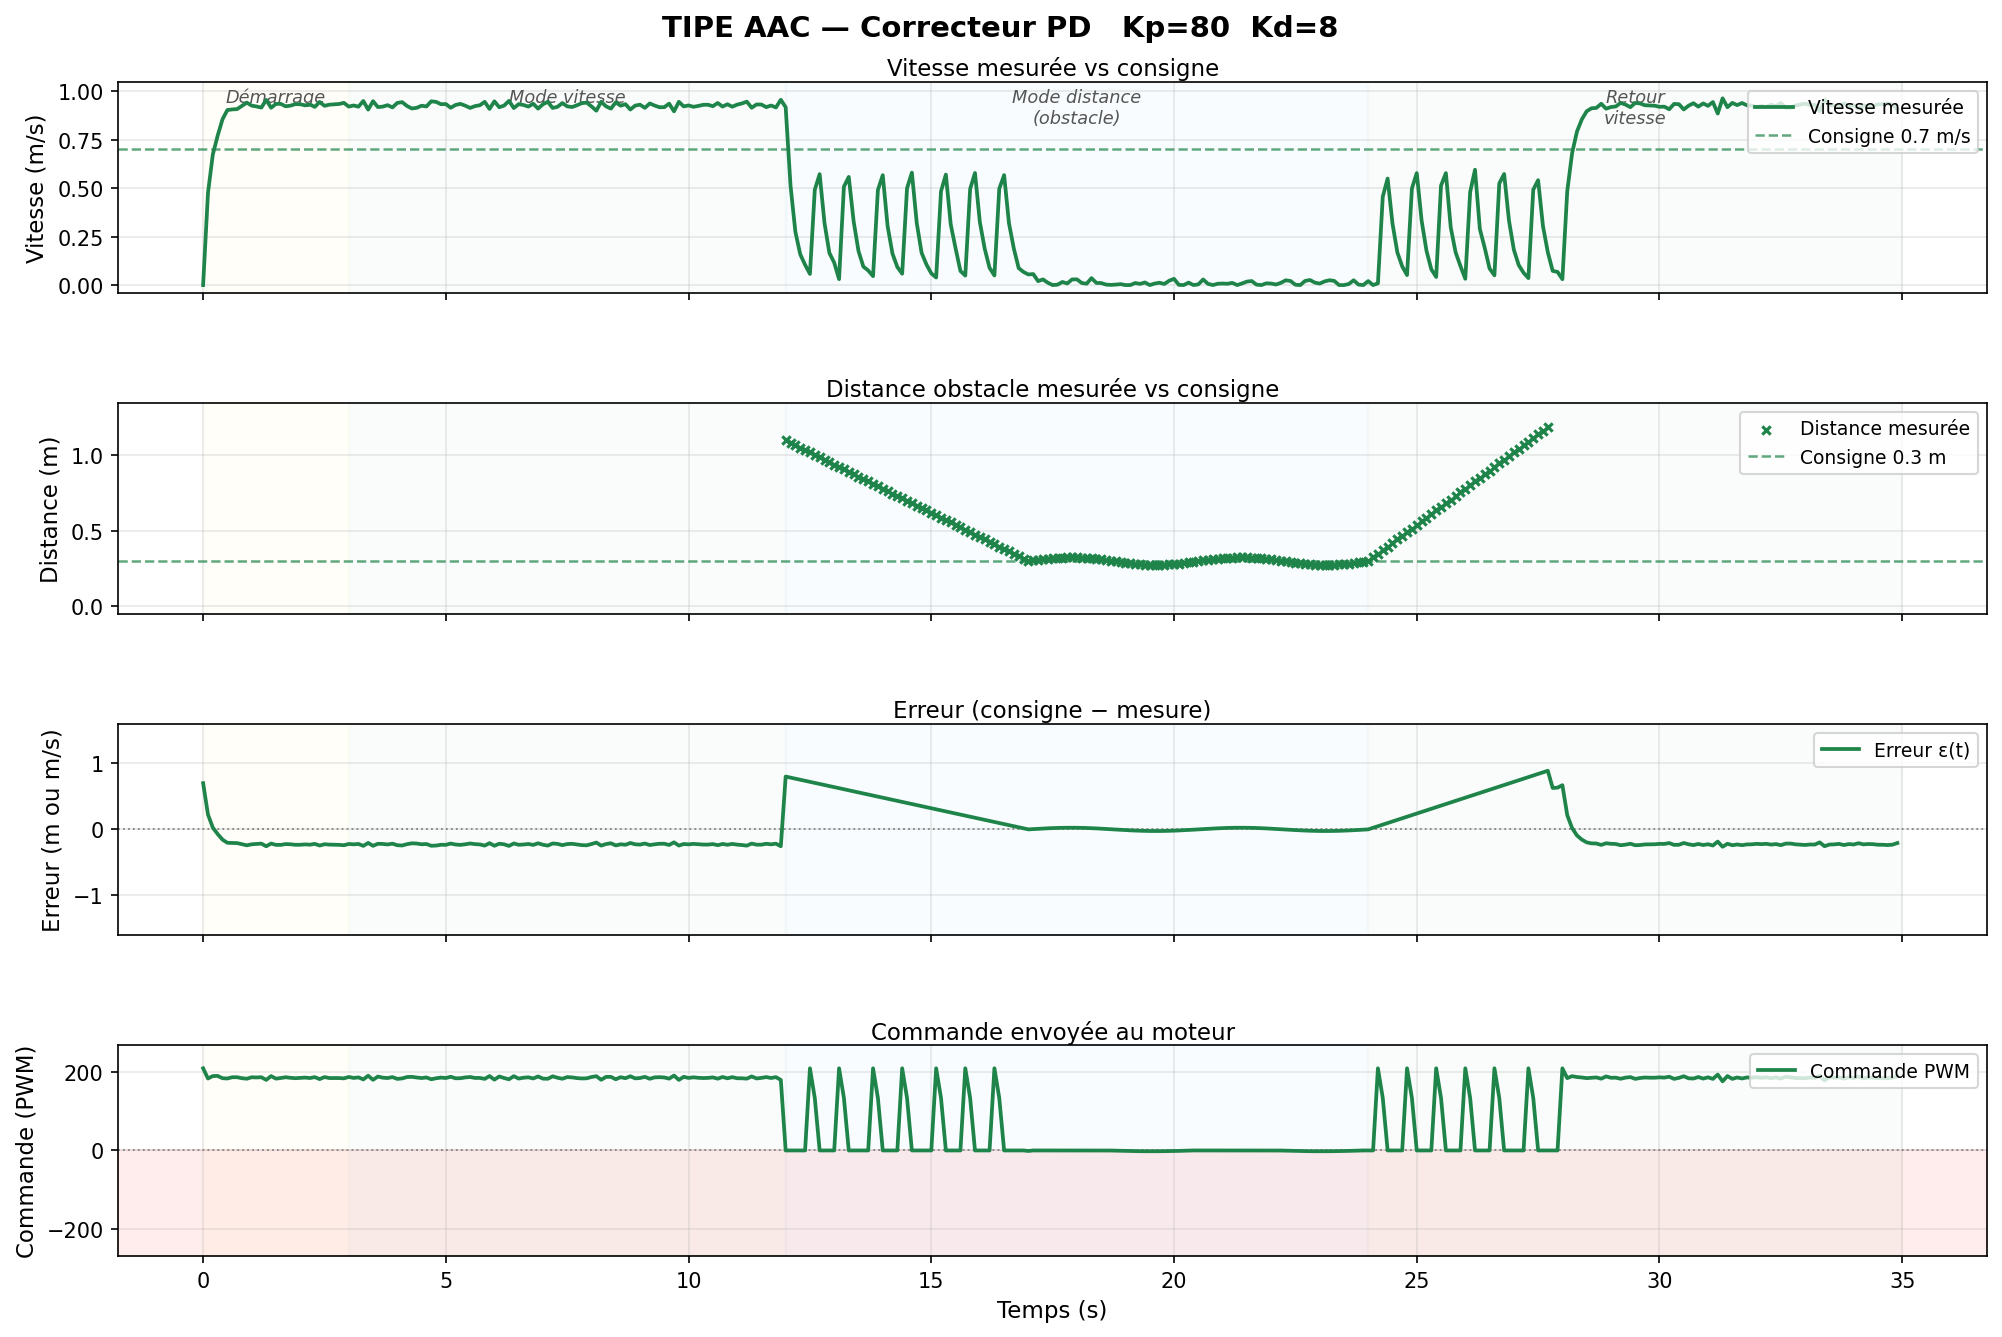 TIPE AAC — Correcteur PD   Kp=80  Kd=8
Vitesse mesurée vs consigne
Vitesse (m/s)
1.00
0.75
0.50
0.25
0.00
Démarrage
Mode vitesse
Mode distance
(obstacle)
Retour
vitesse
Vitesse mesurée
Consigne 0.7 m/s
Distance obstacle mesurée vs consigne
Distance (m)
1.0
0.5
0.0
Distance mesurée
Consigne 0.3 m
Erreur (consigne − mesure)
Erreur (m ou m/s)
1
0
−1
Erreur ε(t)
Commande envoyée au moteur
Commande (PWM)
200
0
−200
Commande PWM
0
5
10
15
20
25
30
35
Temps (s)